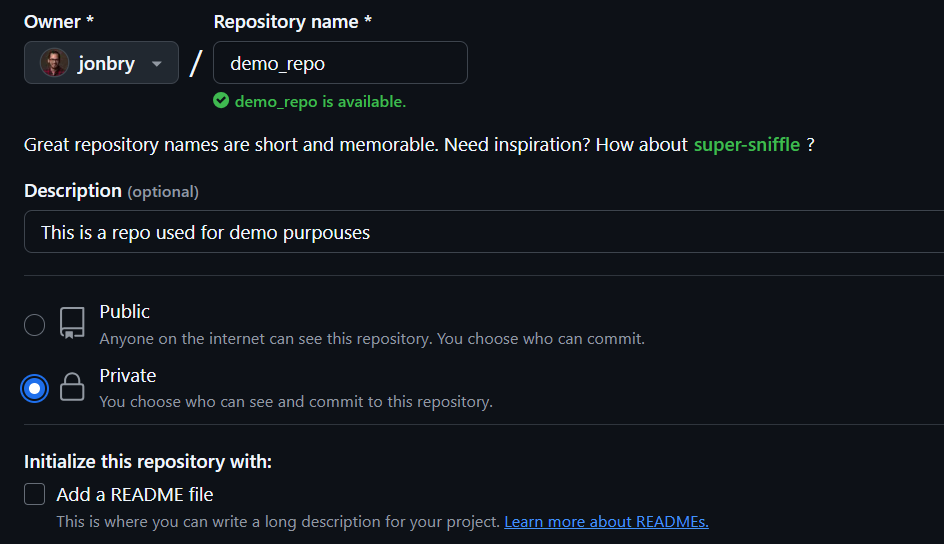 Owner * Repository name *
jonbry / demo_repo
demo_repo is available.
Great repository names are short and memorable. Need inspiration? How about super-sniffle ?
Description (optional)
This is a repo used for demo purpouses
Public
Anyone on the internet can see this repository. You choose who can commit.
Private
You choose who can see and commit to this repository.
Initialize this repository with:
Add a README file
This is where you can write a long description for your project. Learn more about READMEs.